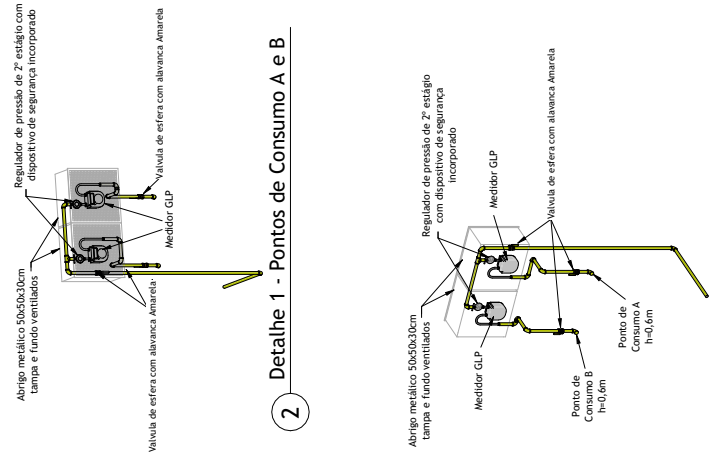 Abrigo metálico 50x50x30cm
tampa e fundo ventilados
Regulador de pressão de 2º estágio com
dispositivo de segurança incorporado
Valvula de esfera com alavanca Amarela
Medidor GLP
Valvula de esfera com alavanca Amarela
2
Detalhe 1 - Pontos de Consumo A e B
Abrigo metálico 50x50x30cm
tampa e fundo ventilados
Regulador de pressão de 2º estágio
com dispositivo de segurança
incorporado
Medidor GLP
Medidor GLP
Valvula de esfera com alavanca Amarela
Ponto de
Consumo B
h=0,6m
Ponto de
Consumo A
h=0,6m